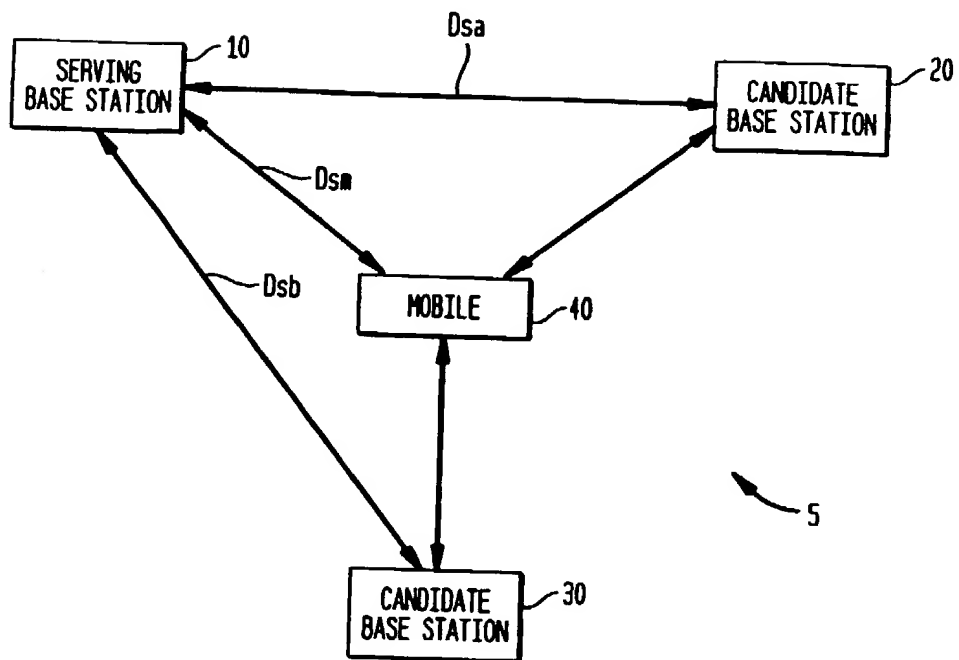 Dsa
10
SERVING
BASE STATION
20
CANDIDATE
BASE STATION
Dsm
Dsb
MOBILE
40
5
30
CANDIDATE
BASE STATION